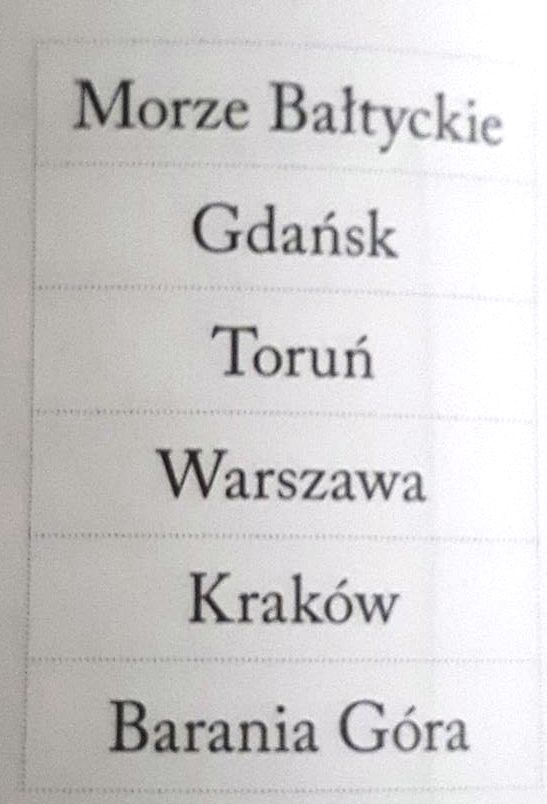 Morze Bałtyckie
Gdańsk
Toruń
Warszawa
Kraków
Barania Góra